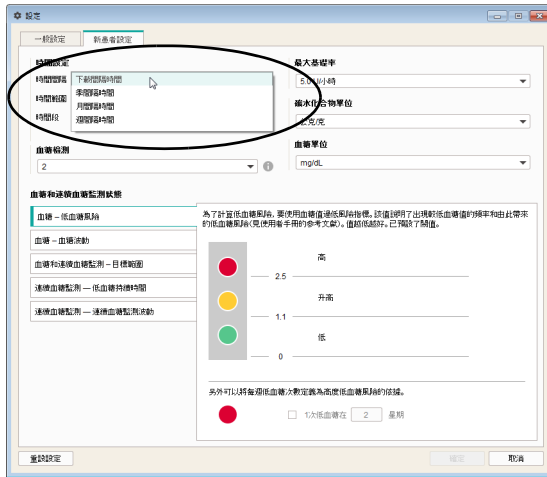 設定
一般設定
新患者設定
時間設定
時間間隔
下載間隔時間
季間隔時間
月間隔時間
週間隔時間
時間範圍
時間段
血糖檢測
2
最大基礎率
5.0 U/小時
碳水化合物單位
公克/克
血糖單位
mg/dL
血糖和連續血糖監測狀態
血糖 – 低血糖風險
血糖 – 血糖波動
血糖和連續血糖監測 – 目標範圍
連續血糖監測 — 低血糖持續時間
連續血糖監測 — 連續血糖監測波動
為了計算低血糖風險，要使用血糖值過低風險指標。該值說明了出現較低血糖值的頻率和由此帶來
的低血糖風險(見使用者手冊的參考文獻)。值越低越好。已預設了閾值。
高
2.5
升高
1.1
低
0
另外可以將每週低血糖次數定義為高度低血糖風險的依據。
1次低血糖在 2 星期
重設設定
確定
取消